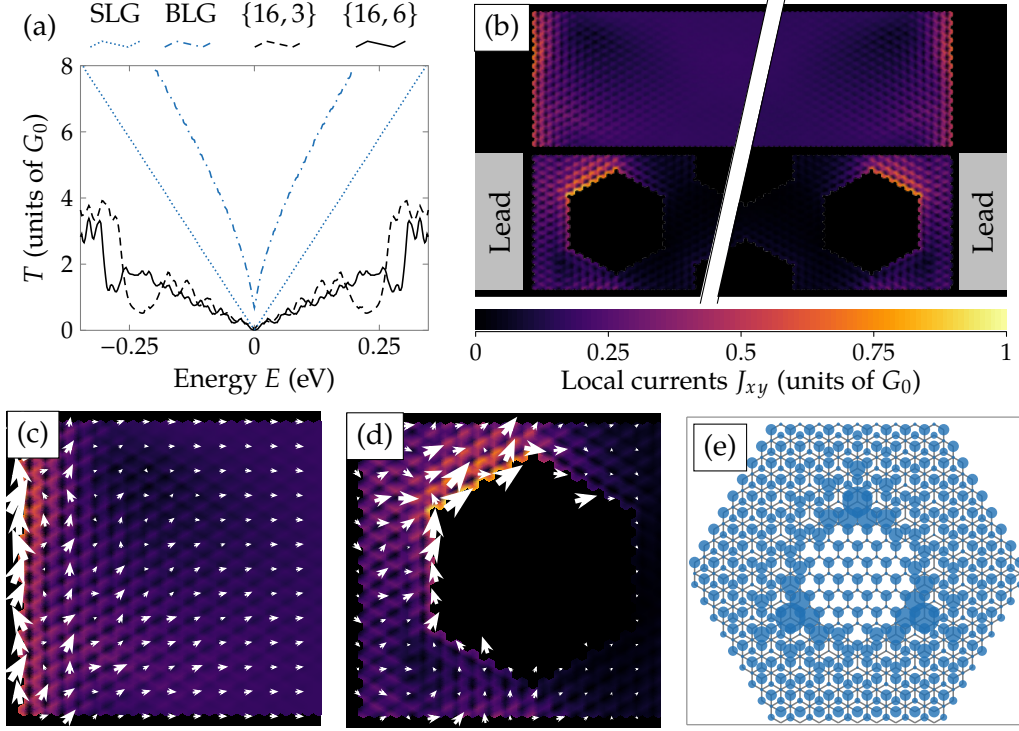 (a)
SLG BLG {16, 3} {16, 6}
8
6
4
2
0
T (units of G₀)
−0.25 0 0.25
Energy E (eV)
(b)
Lead
Lead
0 0.25 0.5 0.75 1
Local currents Jxy (units of G₀)
(c)
(d)
(e)